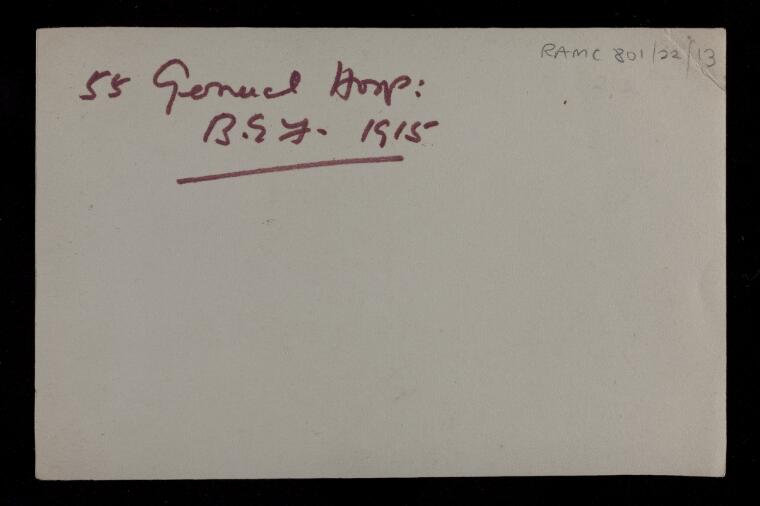 RAMC 801/22/13
55 General Hosp:
B.E.F. 1915